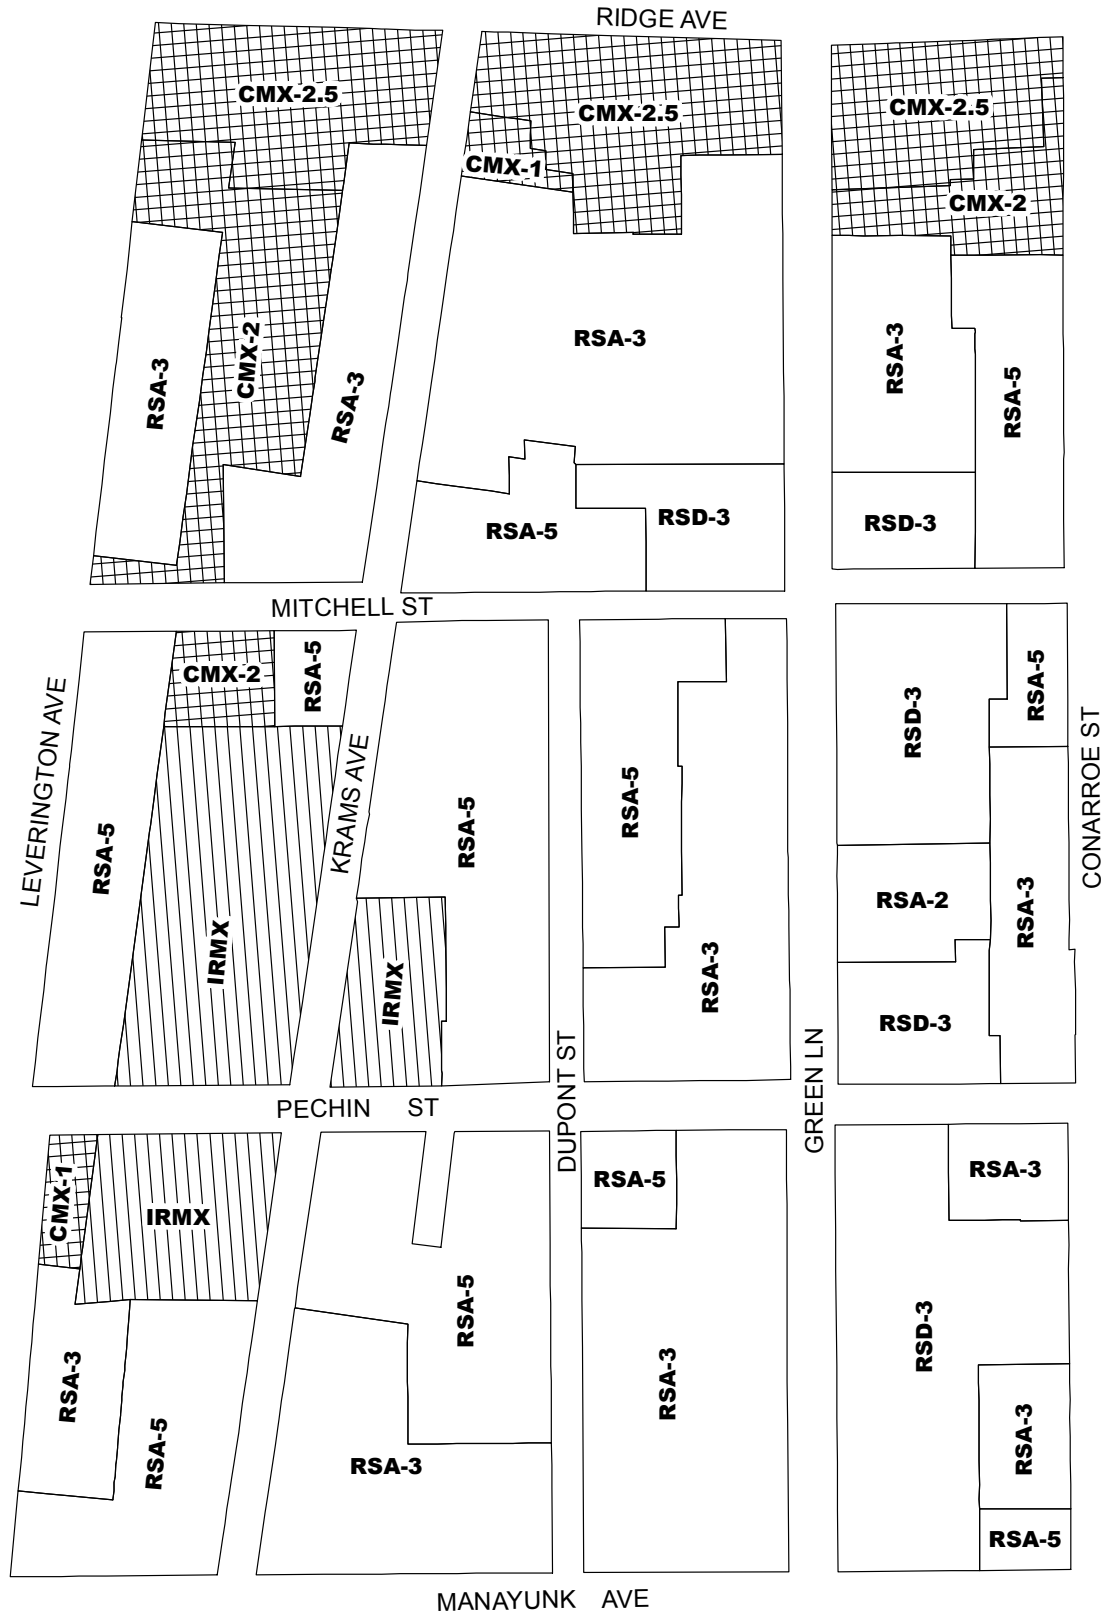 RIDGE AVE
CMX-2.5
CMX-2.5
CMX-2.5
CMX-1
CMX-2
RSA-3
CMX-2
RSA-3
RSA-3
RSA-3
RSA-5
RSA-5
RSD-3
RSD-3
MITCHELL ST
CMX-2
RSA-5
RSA-5
LEVERINGTON AVE
KRAMS AVE
RSD-3
CONARROE ST
RSA-5
RSA-5
RSA-5
RSA-2
RSA-3
IRMX
IRMX
RSA-3
RSD-3
DUPONT ST
GREEN LN
PECHIN ST
CMX-1
IRMX
RSA-5
RSA-3
RSA-5
RSD-3
RSA-3
RSA-3
RSA-5
RSA-3
RSA-3
RSA-5
MANAYUNK AVE